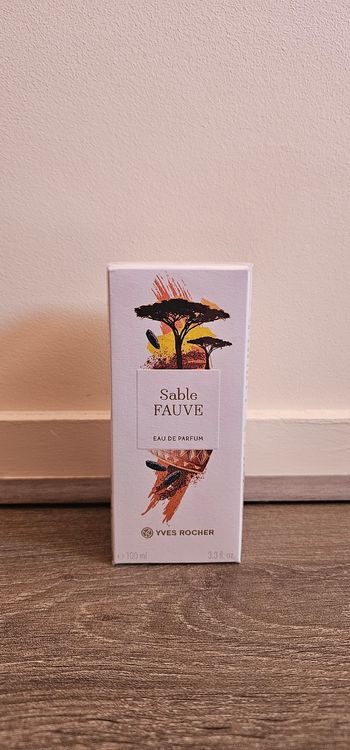 Sable
FAUVE
EAU DE PARFUM
YVES ROCHER
e 100 ml 3,3 fl. oz.